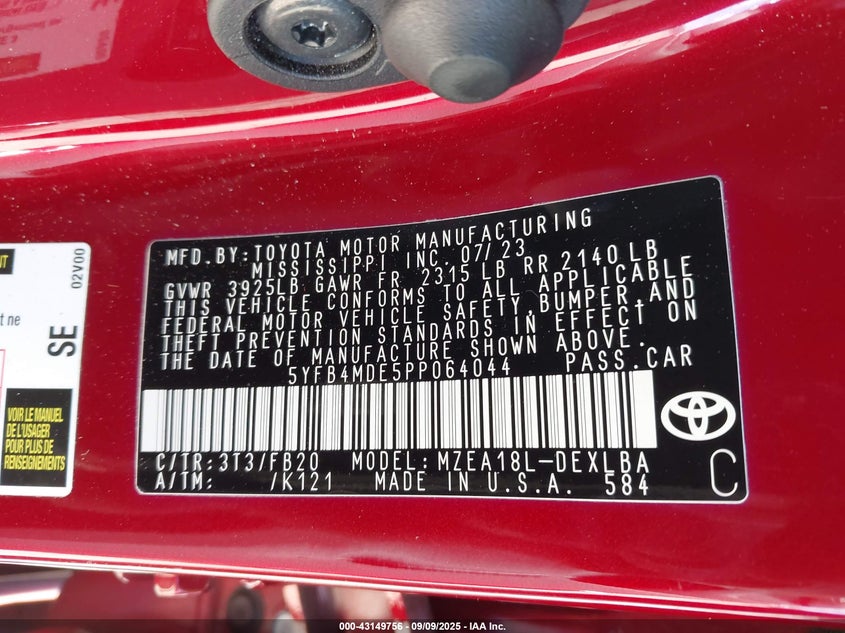 MFD.BY:TOYOTA MOTOR MANUFACTURING
MISSISSIPPI INC. 07/23
GVWR 3925LB GAWR FR 2315 LB RR 2140 LB
THIS VEHICLE CONFORMS TO ALL APPLICABLE
FEDERAL MOTOR VEHICLE SAFETY,BUMPER,AND
THEFT PREVENTION STANDARDS IN EFFECT ON
THE DATE OF MANUFACTURE SHOWN ABOVE.
5YFB4MDE5PP064044 PASS.CAR
C/TR:3T3/FB20 MODEL:MZEA18L-DEXLBA
A/TM: /K121 MADE IN U.S.A. 584
C
02V00
SE
t ne
VOIR LE MANUEL
DE L'USAGER
POUR PLUS DE
RENSEIGNEMENTS
000-43149756 - 09/09/2025 - IAA Inc.